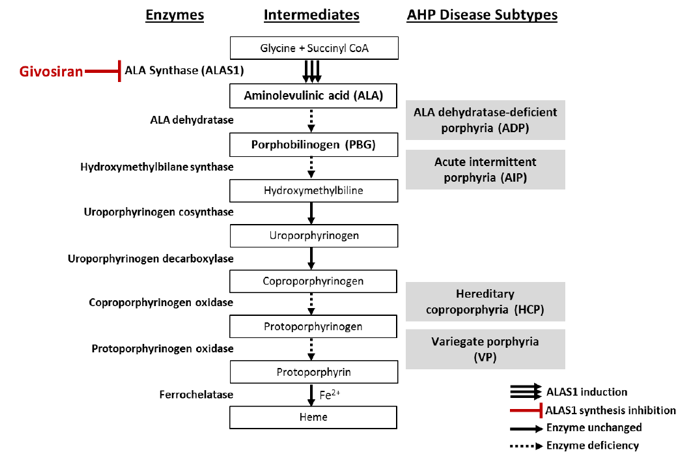 Enzymes Intermediates AHP Disease Subtypes
Glycine + Succinyl CoA
Givosiran ALA Synthase (ALAS1)
Aminolevulinic acid (ALA)
ALA dehydratase
ALA dehydratase-deficient
porphyria (ADP)
Porphobilinogen (PBG)
Hydroxymethylbilane synthase
Acute intermittent
porphyria (AIP)
Hydroxymethylbiline
Uroporphyrinogen cosynthase
Uroporphyrinogen
Uroporphyrinogen decarboxylase
Coproporphyrinogen
Coproporphyrinogen oxidase
Hereditary
coproporphyria (HCP)
Protoporphyrinogen
Protoporphyrinogen oxidase
Variegate porphyria
(VP)
Protoporphyrin
Ferrochelatase Fe²⁺
Heme
ALAS1 induction
ALAS1 synthesis inhibition
Enzyme unchanged
Enzyme deficiency